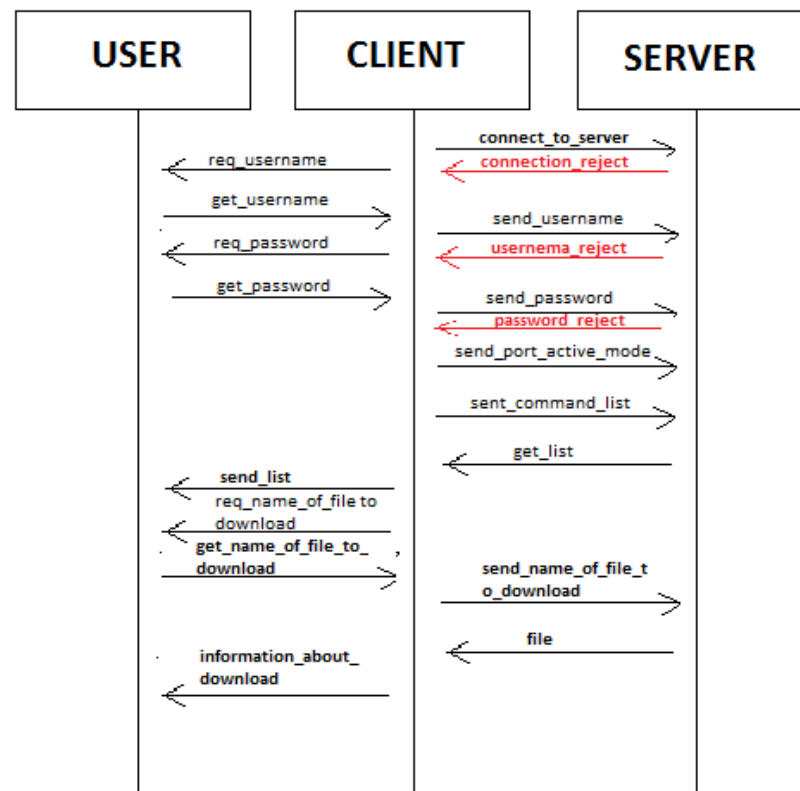 USER
CLIENT
SERVER
connect_to_server
req_username
connection_reject
get_username
send_username
req_password
usernema_reject
get_password
send_password
password_reject
send_port_active_mode
sent_command_list
get_list
send_list
req_name_of_file to
download
get_name_of_file_to_
download
send_name_of_file_t
o_download
file
information_about_
download